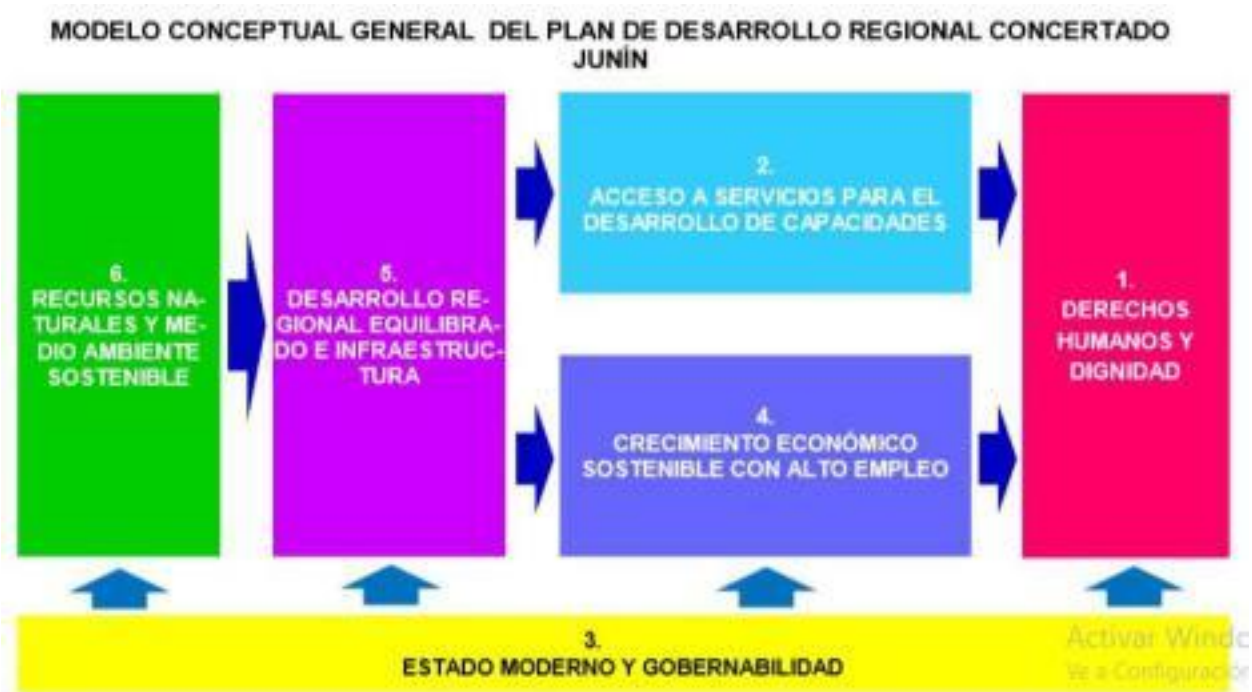 MODELO CONCEPTUAL GENERAL DEL PLAN DE DESARROLLO REGIONAL CONCERTADO
JUNÍN
6.
RECURSOS NA-
TURALES Y ME-
DIO AMBIENTE
SOSTENIBLE
5.
DESARROLLO RE-
GIONAL EQUILIBRA-
DO E INFRAESTRUC-
TURA
2.
ACCESO A SERVICIOS PARA EL
DESARROLLO DE CAPACIDADES
4.
CRECIMIENTO ECONÓMICO
SOSTENIBLE CON ALTO EMPLEO
1.
DERECHOS
HUMANOS Y
DIGNIDAD
3.
ESTADO MODERNO Y GOBERNABILIDAD
Activar Windo
Ve a Configuración